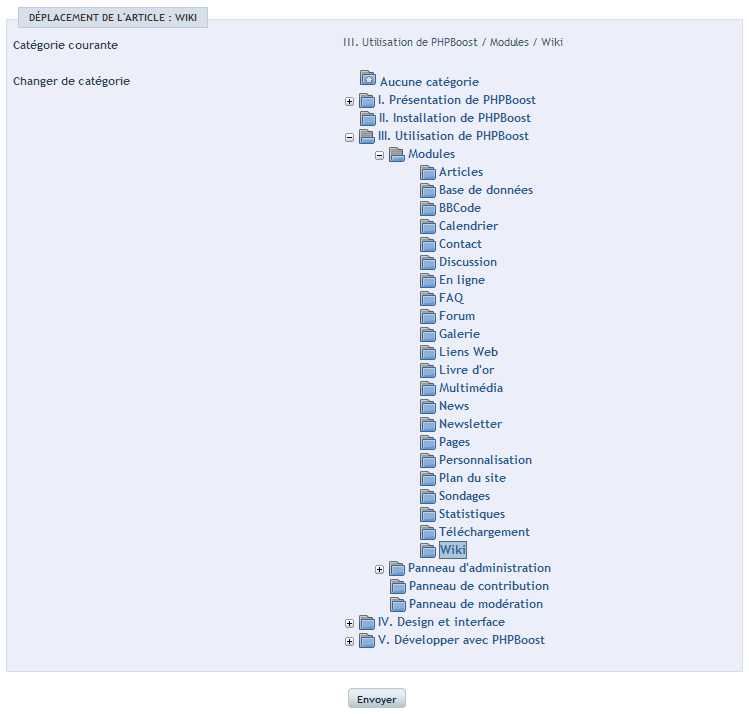 DÉPLACEMENT DE L'ARTICLE : WIKI
Catégorie courante
III. Utilisation de PHPBoost / Modules / Wiki
Changer de catégorie
Aucune catégorie
I. Présentation de PHPBoost
II. Installation de PHPBoost
III. Utilisation de PHPBoost
Modules
Articles
Base de données
BBCode
Calendrier
Contact
Discussion
En ligne
FAQ
Forum
Galerie
Liens Web
Livre d'or
Multimédia
News
Newsletter
Pages
Personnalisation
Plan du site
Sondages
Statistiques
Téléchargement
Wiki
Panneau d'administration
Panneau de contribution
Panneau de modération
IV. Design et interface
V. Développer avec PHPBoost
Envoyer